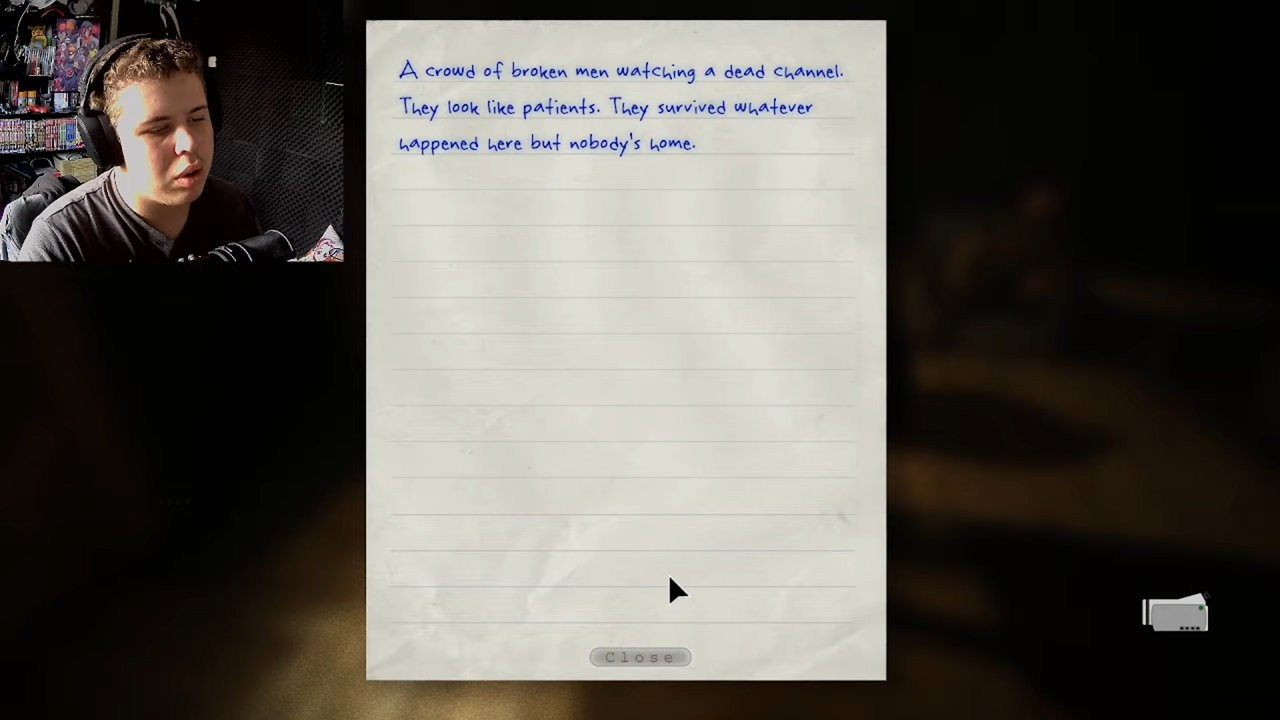 A crowd of broken men watching a dead channel.
They look like patients. They survived whatever
happened here but nobody's home.
Close